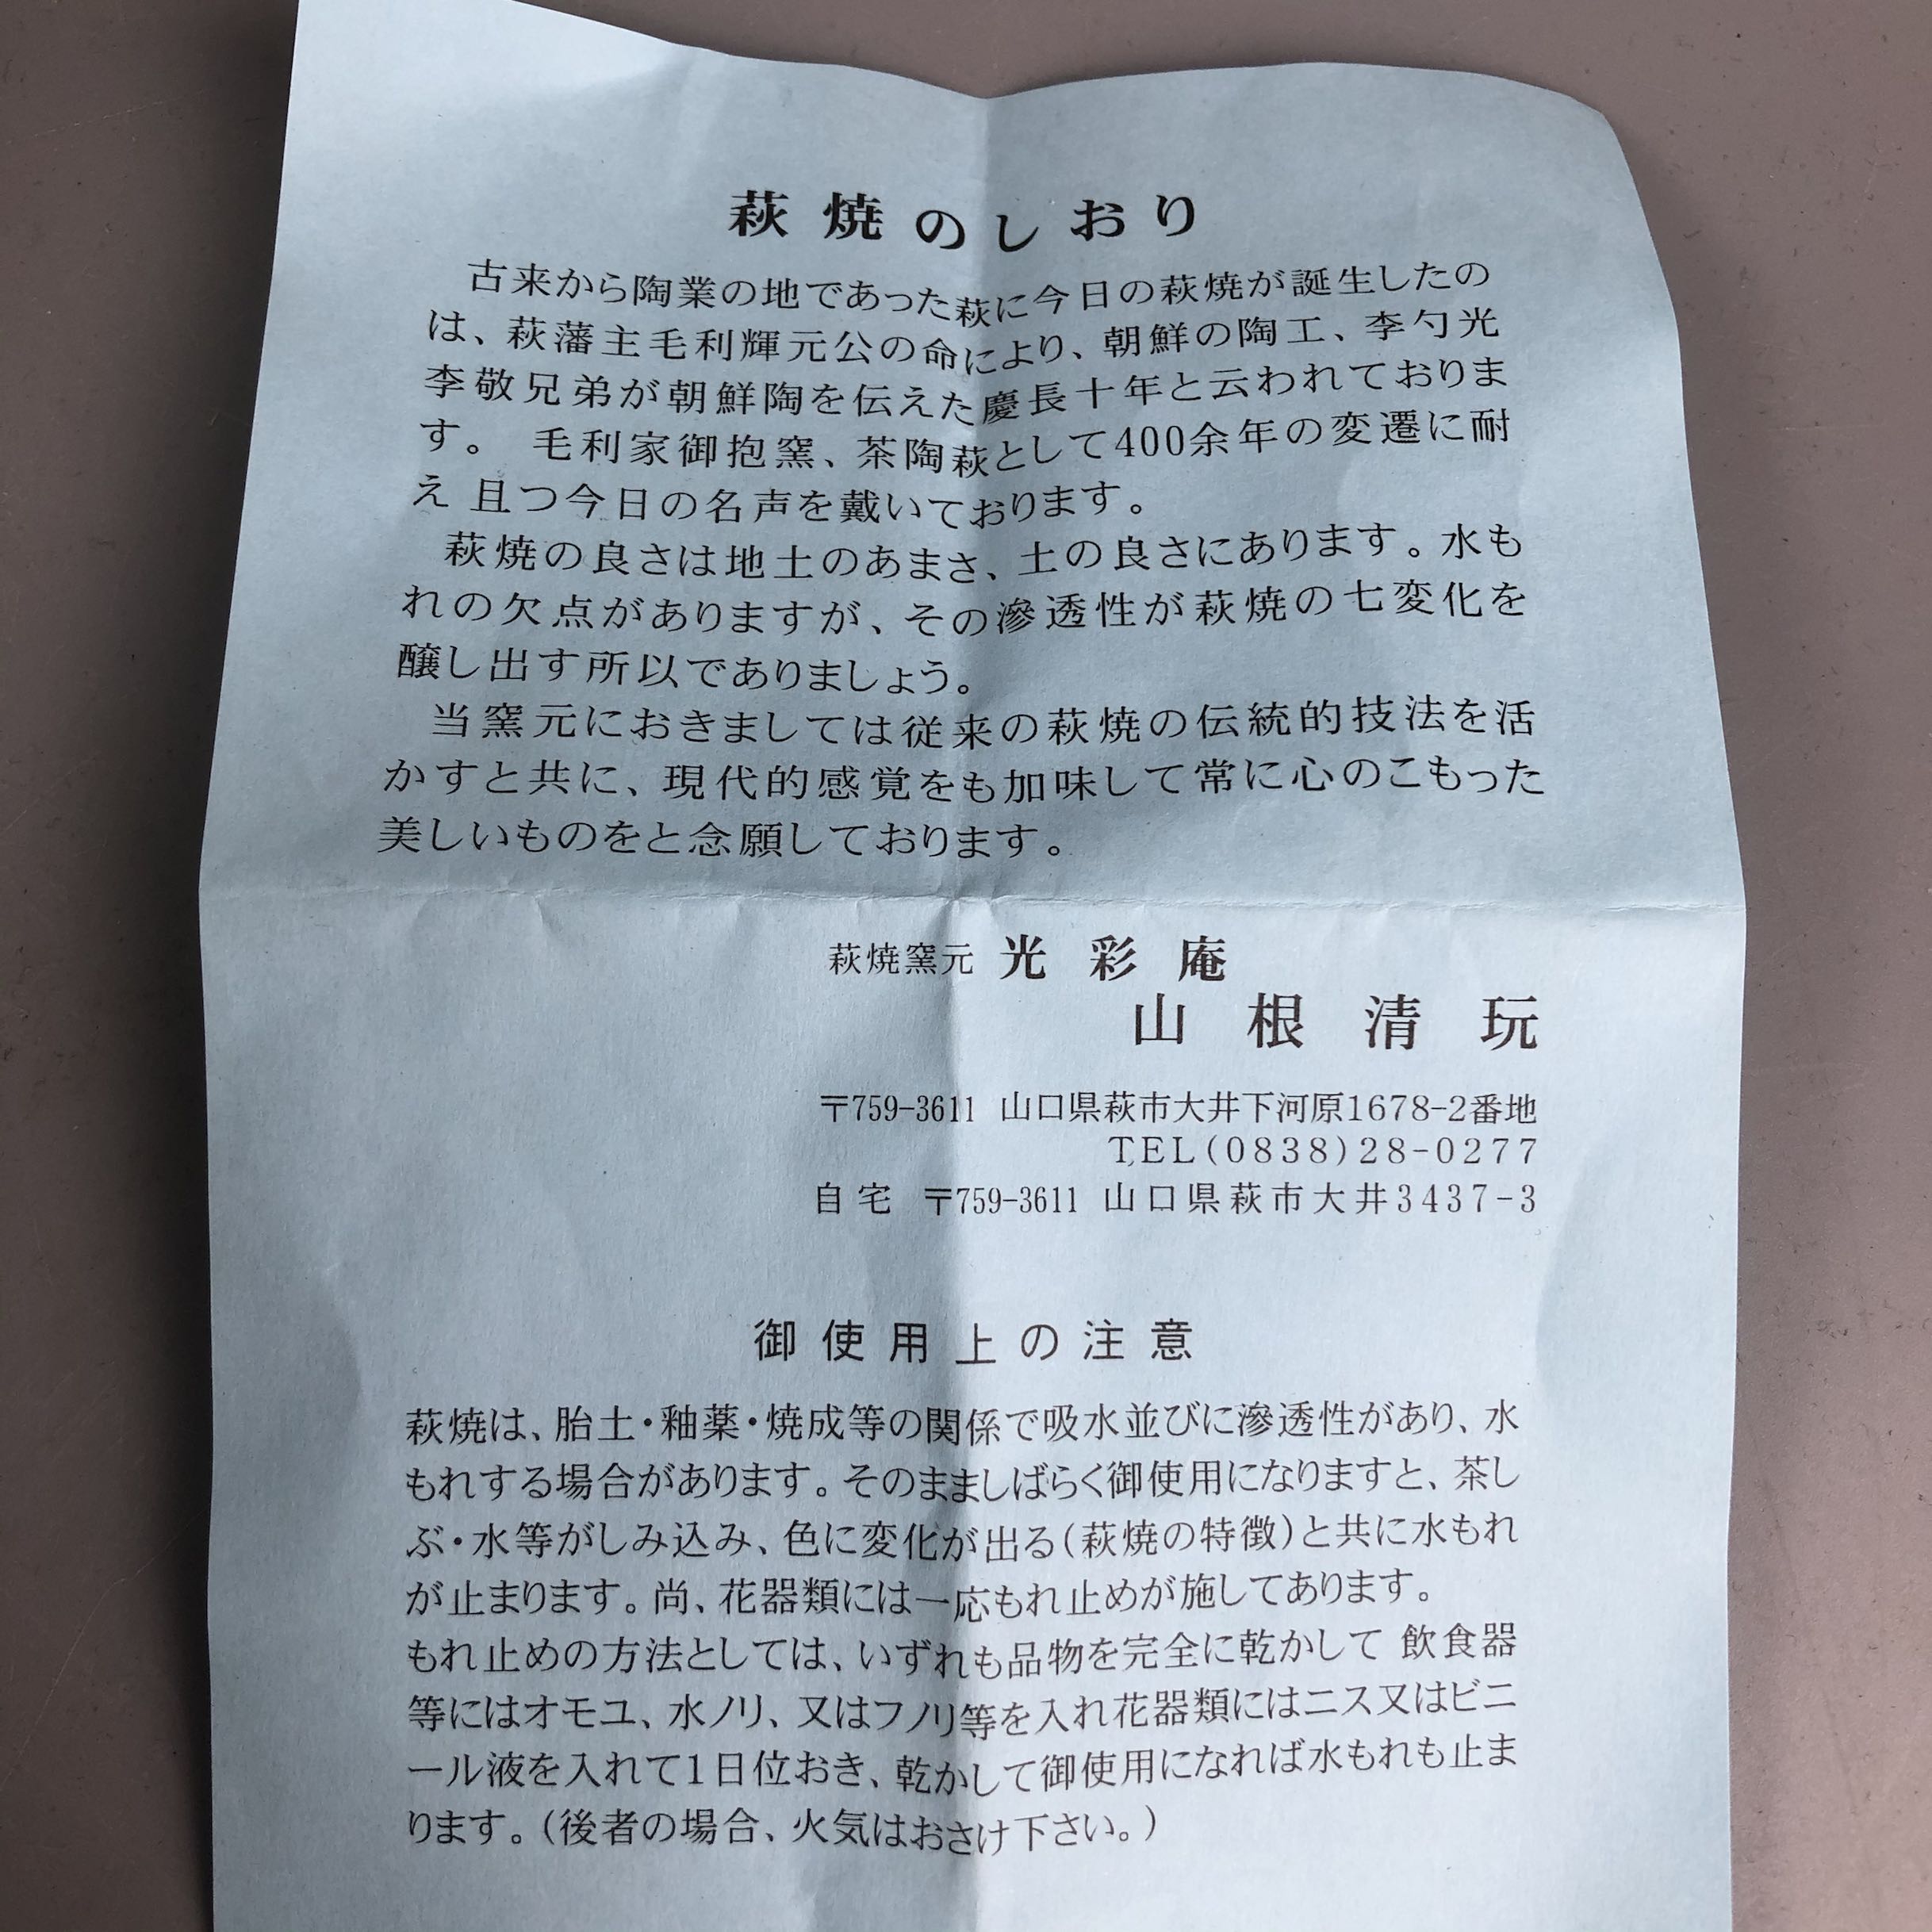 萩焼のしおり
古来から陶業の地であった萩に今日の萩焼が誕生したの
は、萩藩主毛利輝元公の命により、朝鮮の陶工、李勺光
李敬兄弟が朝鮮陶を伝えた慶長十年と云われておりま
す。 毛利家御抱窯、茶陶萩として400余年の変遷に耐
え 且つ今日の名声を戴いております。
萩焼の良さは地土のあまさ、土の良さにあります。水も
れの欠点がありますが、その滲透性が萩焼の七変化を
醸し出す所以でありましょう。
当窯元におきましては従来の萩焼の伝統的技法を活
かすと共に、現代的感覚をも加味して常に心のこもった
美しいものをと念願しております。
萩焼窯元 光彩庵
山根清玩
〒759-3611 山口県萩市大井下河原1678-2番地
TEL(0838)28-0277
自宅 〒759-3611 山口県萩市大井3437-3
御使用上の注意
萩焼は、胎土・釉薬・焼成等の関係で吸水並びに滲透性があり、水
もれする場合があります。そのまましばらく御使用になりますと、茶し
ぶ・水等がしみ込み、色に変化が出る(萩焼の特徴)と共に水もれ
が止まります。尚、花器類には一応もれ止めが施してあります。
もれ止めの方法としては、いずれも品物を完全に乾かして 飲食器
等にはオモユ、水ノリ、又はフノリ等を入れ花器類にはニス又はビニ
ール液を入れて1日位おき、乾かして御使用になれば水もれも止ま
ります。(後者の場合、火気はおさけ下さい。)